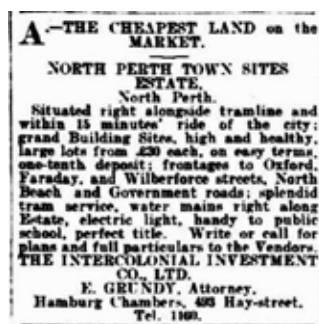 A.—THE CHEAPEST LAND on the
MARKET.
NORTH PERTH TOWN SITES
ESTATE,
North Perth.
Situated right alongside tramline and
within 15 minutes' ride of the city;
grand Building Sites, high and healthy,
large lots from £30 each, on easy terms,
one-tenth deposit; frontages to Oxford,
Faraday, and Wilberforce streets, North
Beach and Government roads; splendid
tram service, water mains right along
Estate, electric light, handy to public
school, perfect title. Write or call for
plans and full particulars to the Vendors.
THE INTERCOLONIAL INVESTMENT
CO., LTD.
E. GRUNDY, Attorney.
Hamburg Chambers, 493 Hay-street.
Tel. 1160.